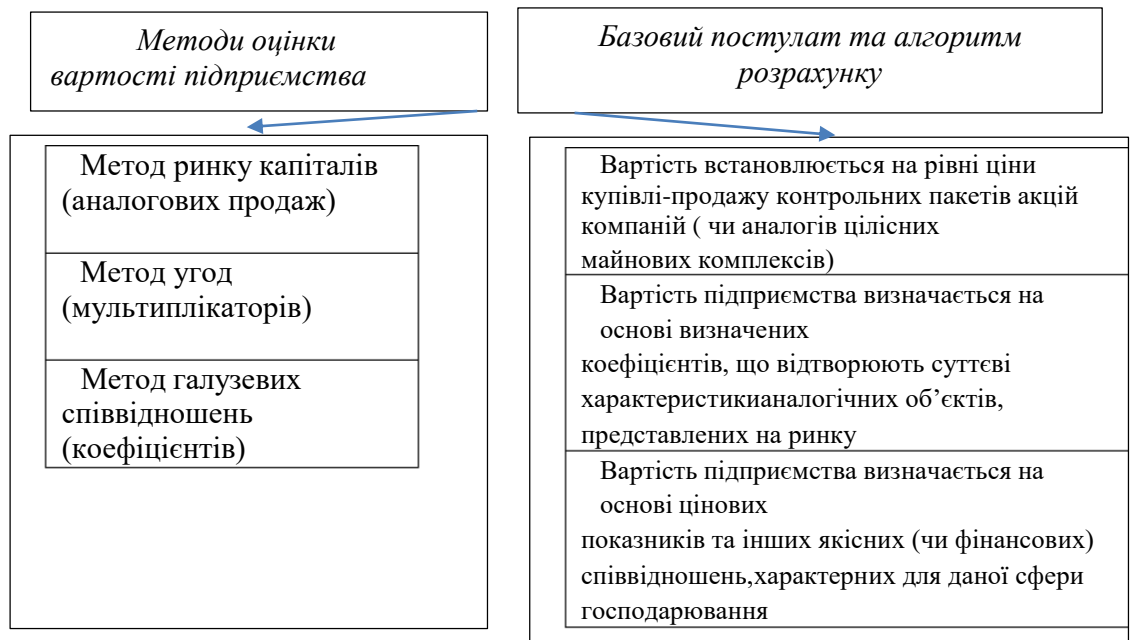 Методи оцінки
вартості підприємства
Базовий постулат та алгоритм
розрахунку
Метод ринку капіталів
(аналогових продаж)
Метод угод
(мультиплікаторів)
Метод галузевих
співвідношень
(коефіцієнтів)
Вартість встановлюється на рівні ціни
купівлі-продажу контрольних пакетів акцій
компаній ( чи аналогів цілісних
майнових комплексів)
Вартість підприємства визначається на
основі визначених
коефіцієнтів, що відтворюють суттєві
характеристикианалогічних об’єктів,
представлених на ринку
Вартість підприємства визначається на
основі цінових
показників та інших якісних (чи фінансових)
співвідношень,характерних для даної сфери
господарювання